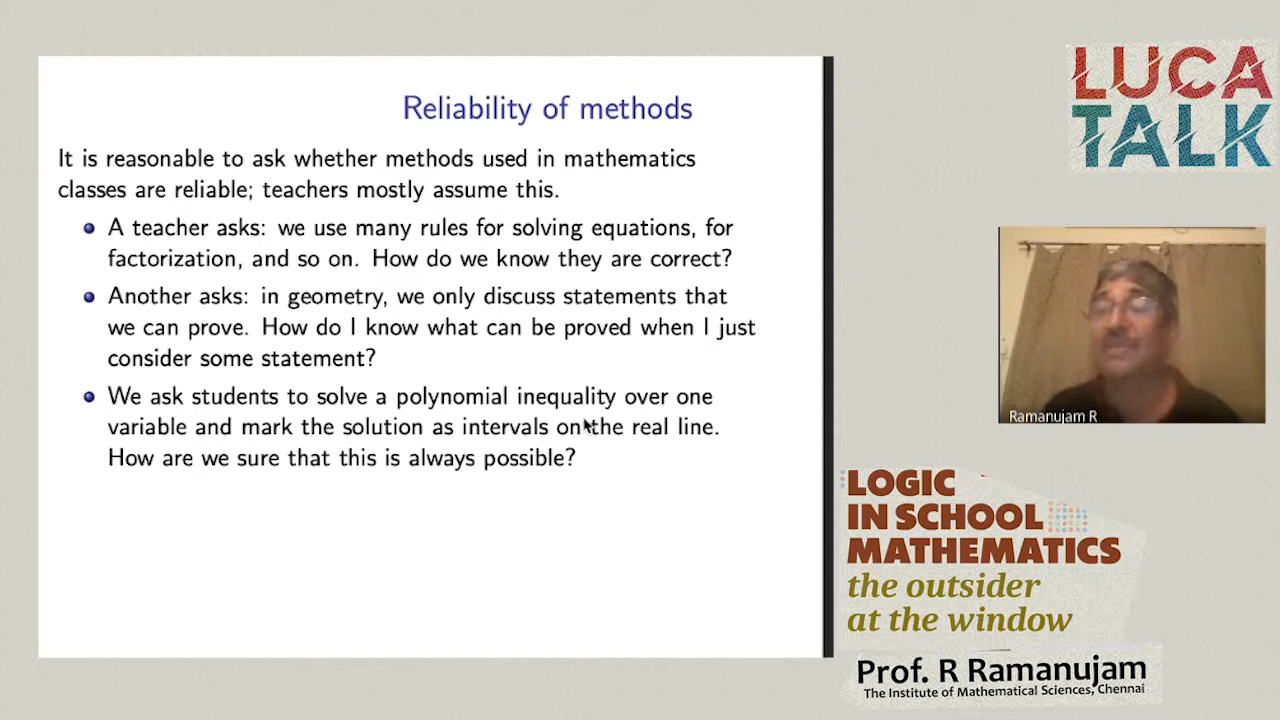 Reliability of methods
It is reasonable to ask whether methods used in mathematics
classes are reliable; teachers mostly assume this.
A teacher asks: we use many rules for solving equations, for
factorization, and so on. How do we know they are correct?
Another asks: in geometry, we only discuss statements that
we can prove. How do I know what can be proved when I just
consider some statement?
We ask students to solve a polynomial inequality over one
variable and mark the solution as intervals on the real line.
How are we sure that this is always possible?
LUCA
TALK
Ramanujam R
LOGIC
IN SCHOOL
MATHEMATICS
the outsider
at the window
Prof. R Ramanujam
The Institute of Mathematical Sciences, Chennai